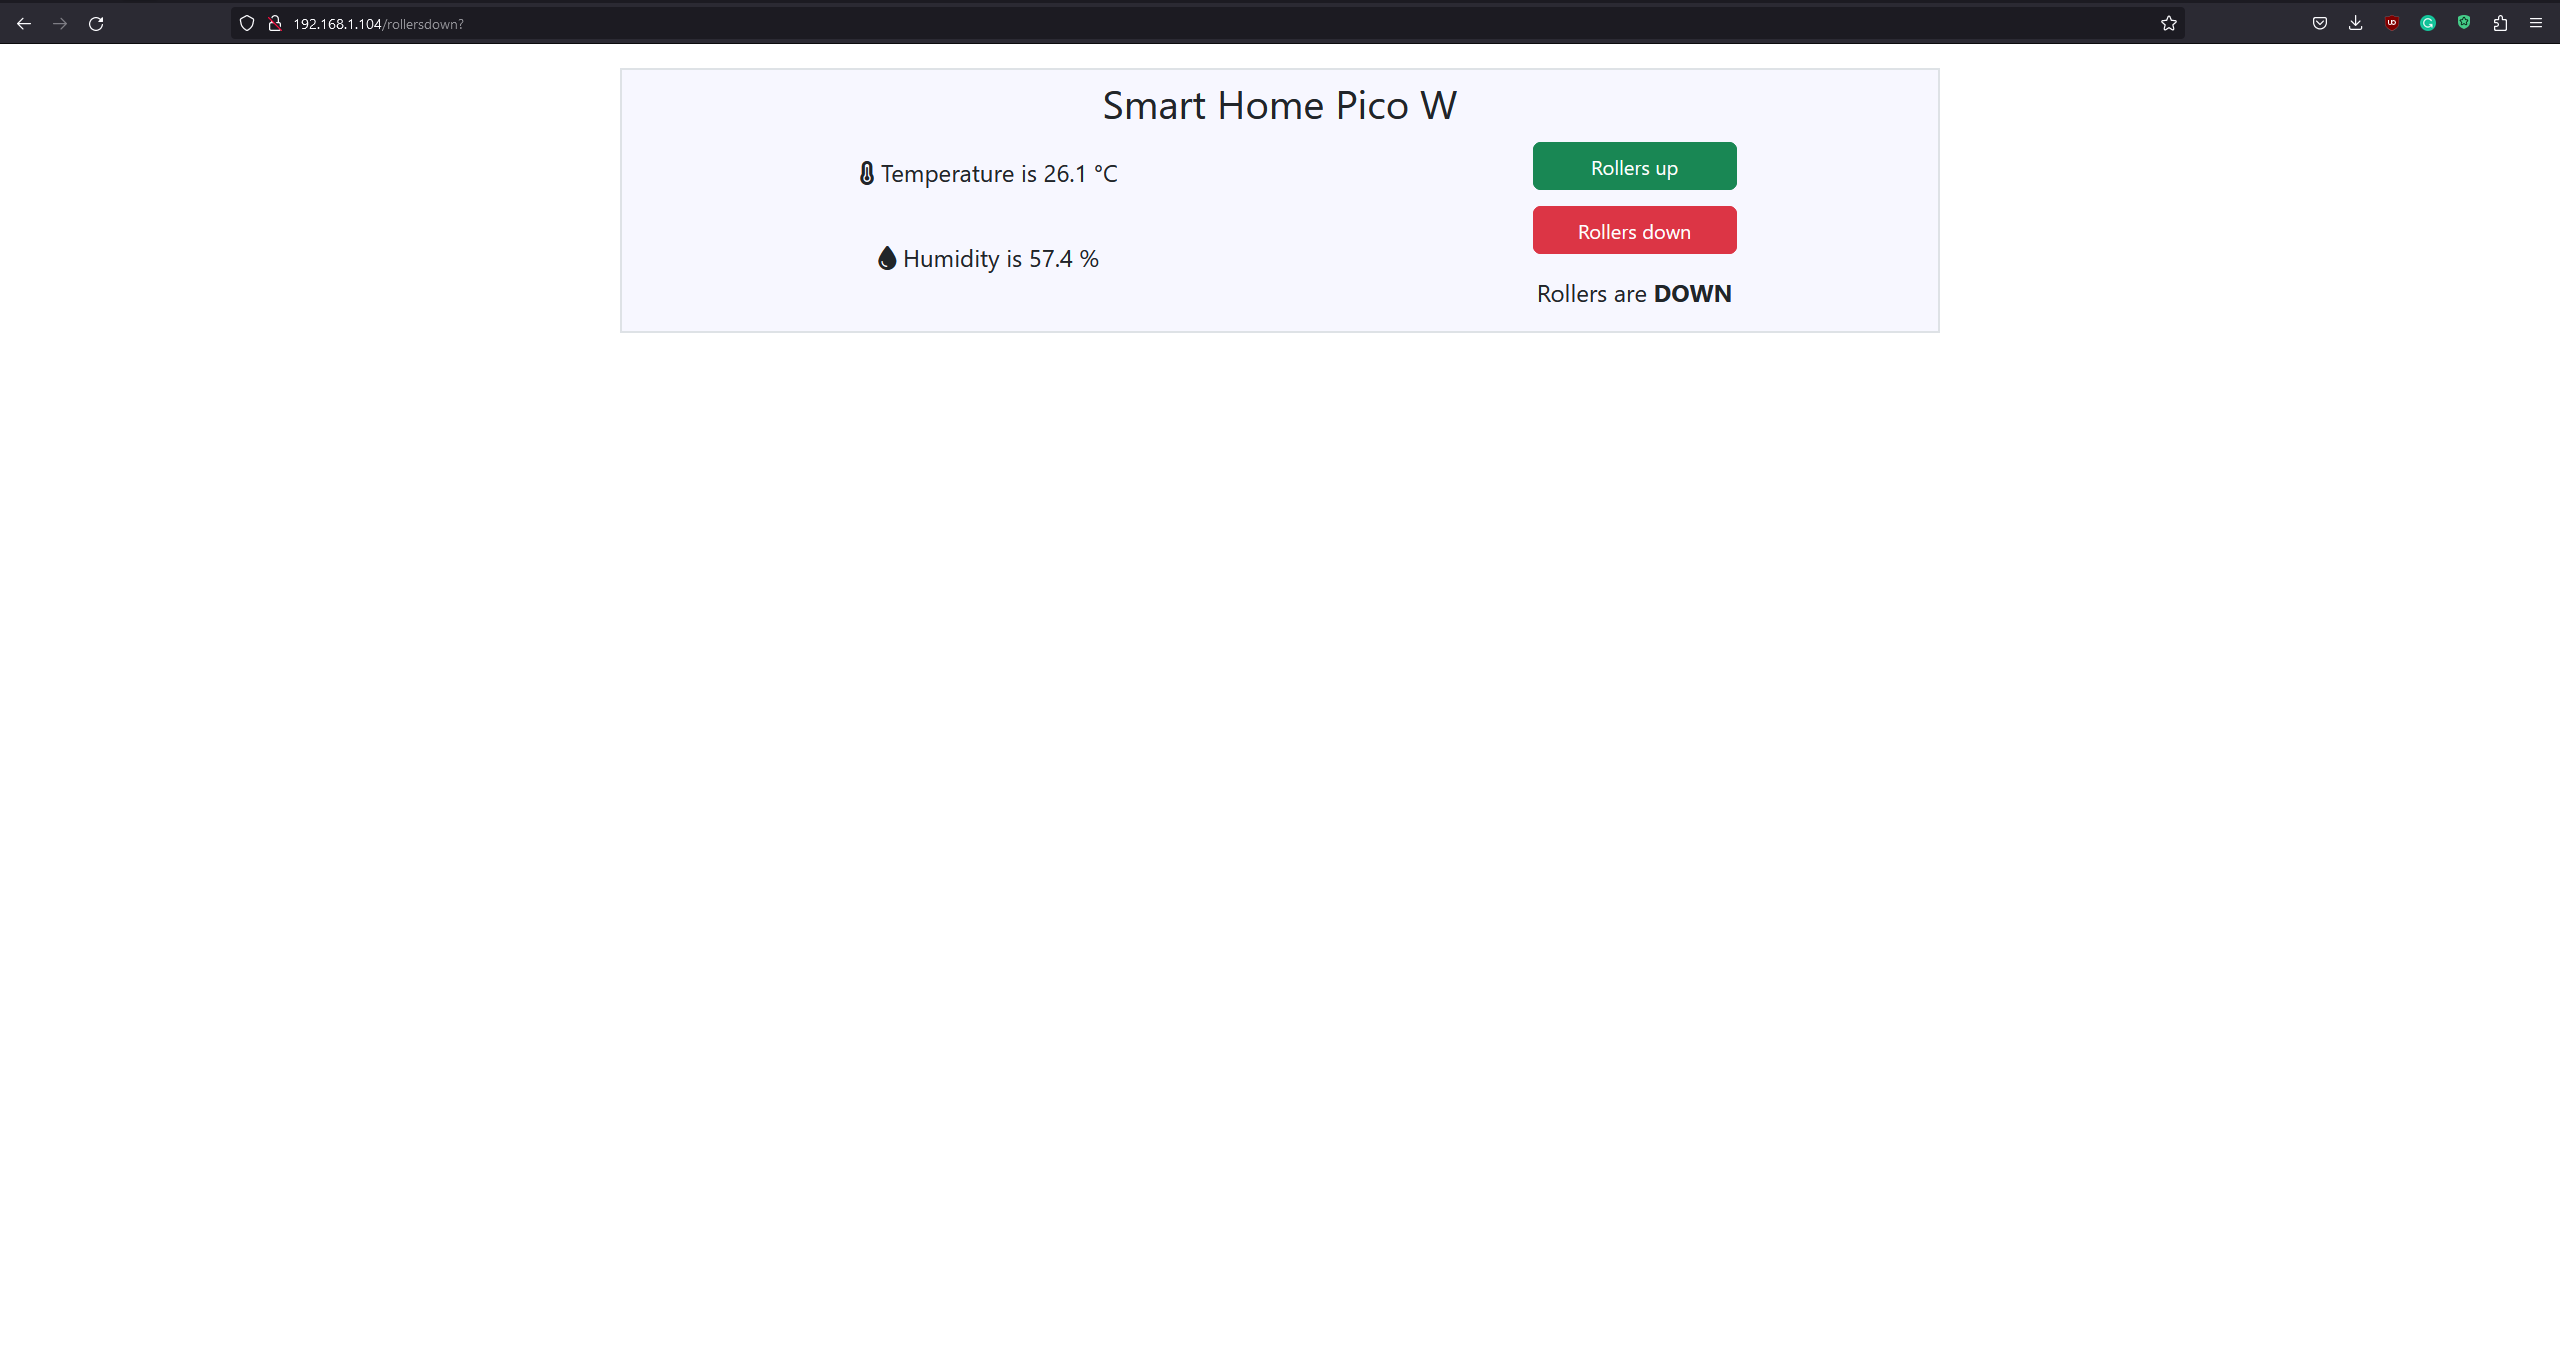 192.168.1.104/rollersdown?
Smart Home Pico W
Temperature is 26.1 °C
Humidity is 57.4 %
Rollers up
Rollers down
Rollers are DOWN